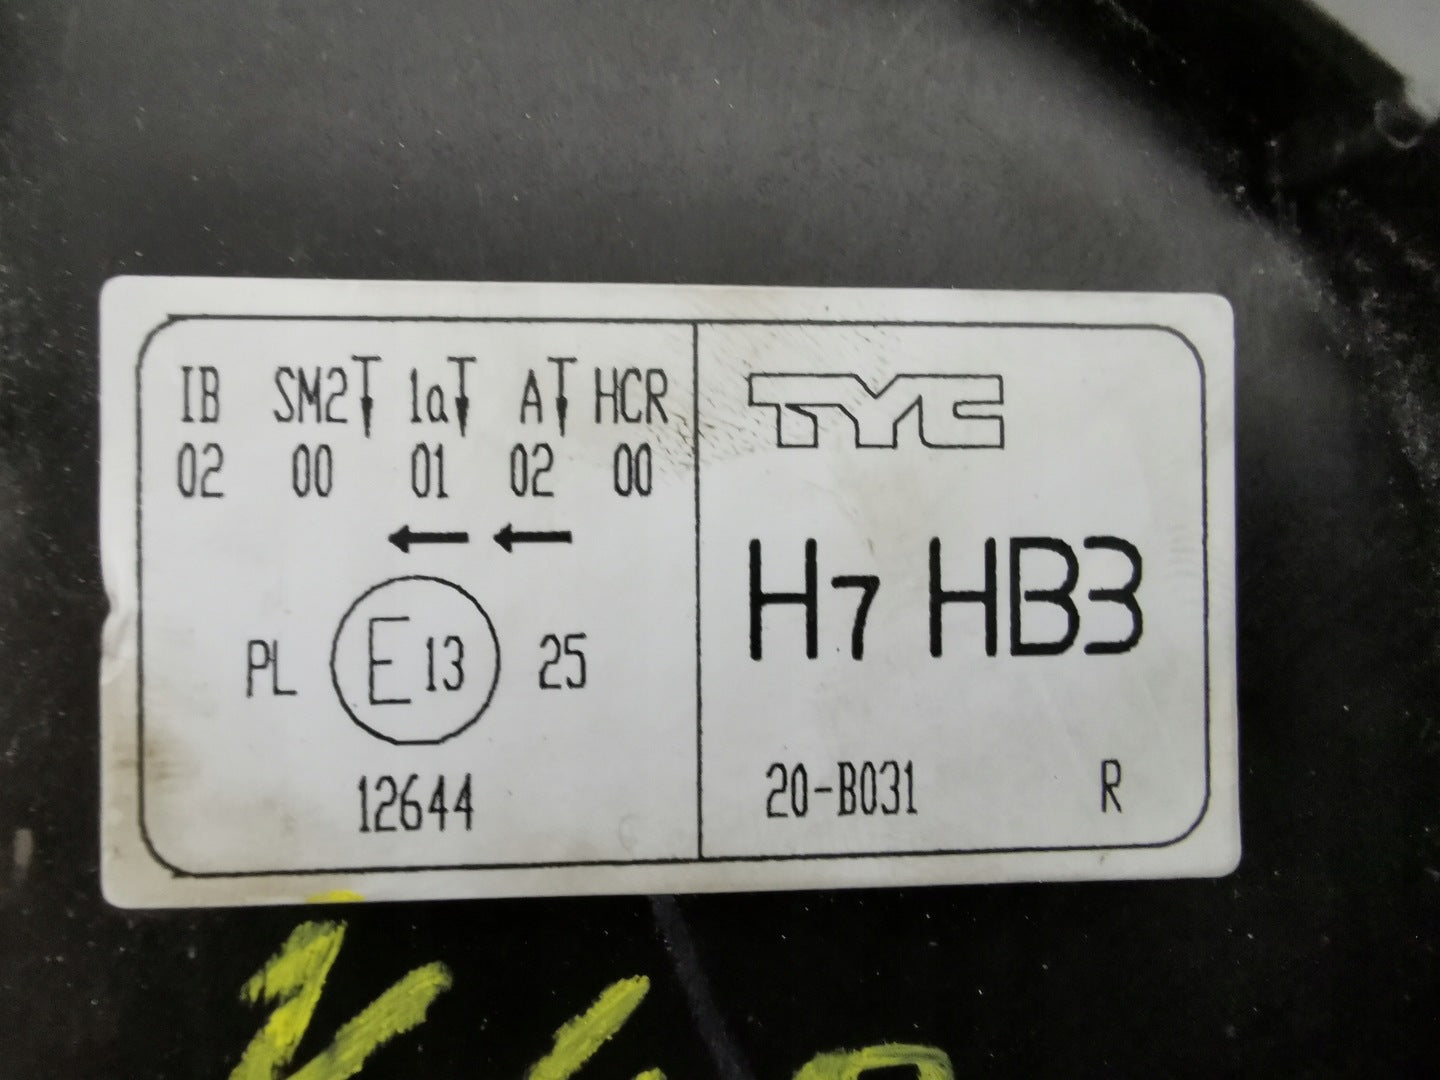 IB SM2 1a A HCR
02 00 01 02 00
PL E13 25
12644
TYC
H7 HB3
20-B031 R